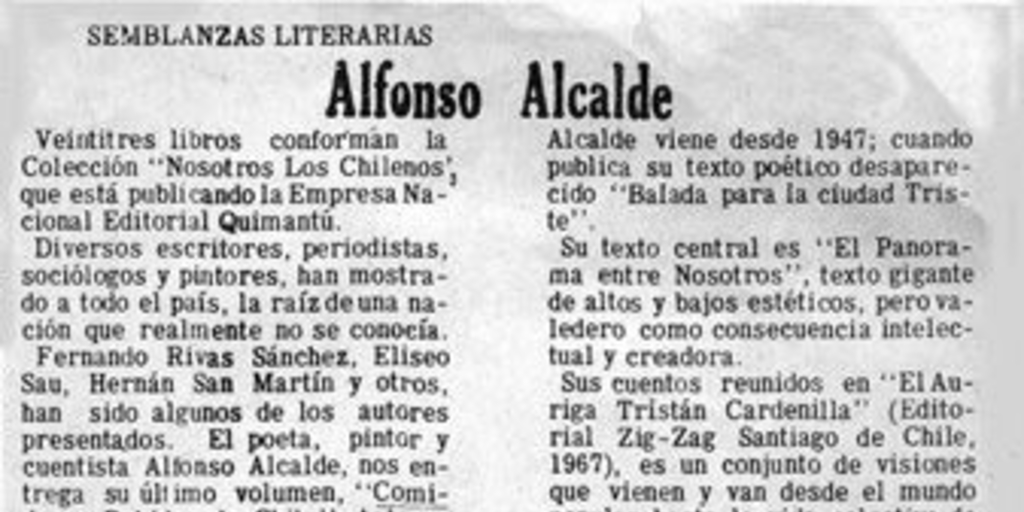 SEMBLANZAS LITERARIAS
Alfonso Alcalde
Veintitres libros conforman la
Colección "Nosotros Los Chilenos',
que está publicando la Empresa Na-
cional Editorial Quimantú.
Diversos escritores, periodistas,
sociólogos y pintores, han mostra-
do a todo el país, la raíz de una na-
ción que realmente no se conocía.
Fernando Rivas Sánchez, Eliseo
Sau, Hernán San Martín y otros,
han sido algunos de los autores
presentados. El poeta, pintor y
cuentista Alfonso Alcalde, nos en-
trega su último volumen, "Comi-
Alcalde viene desde 1947; cuando
publica su texto poético desapare-
cido "Balada para la ciudad Tris-
te".
Su texto central es "El Panora-
ma entre Nosotros", texto gigante
de altos y bajos estéticos, pero va-
ledero como consecuencia intelec-
tual y creadora.
Sus cuentos reunidos en "El Au-
riga Tristán Cardenilla" (Edito-
rial Zig-Zag Santiago de Chile,
1967), es un conjunto de visiones
que vienen y van desde el mundo